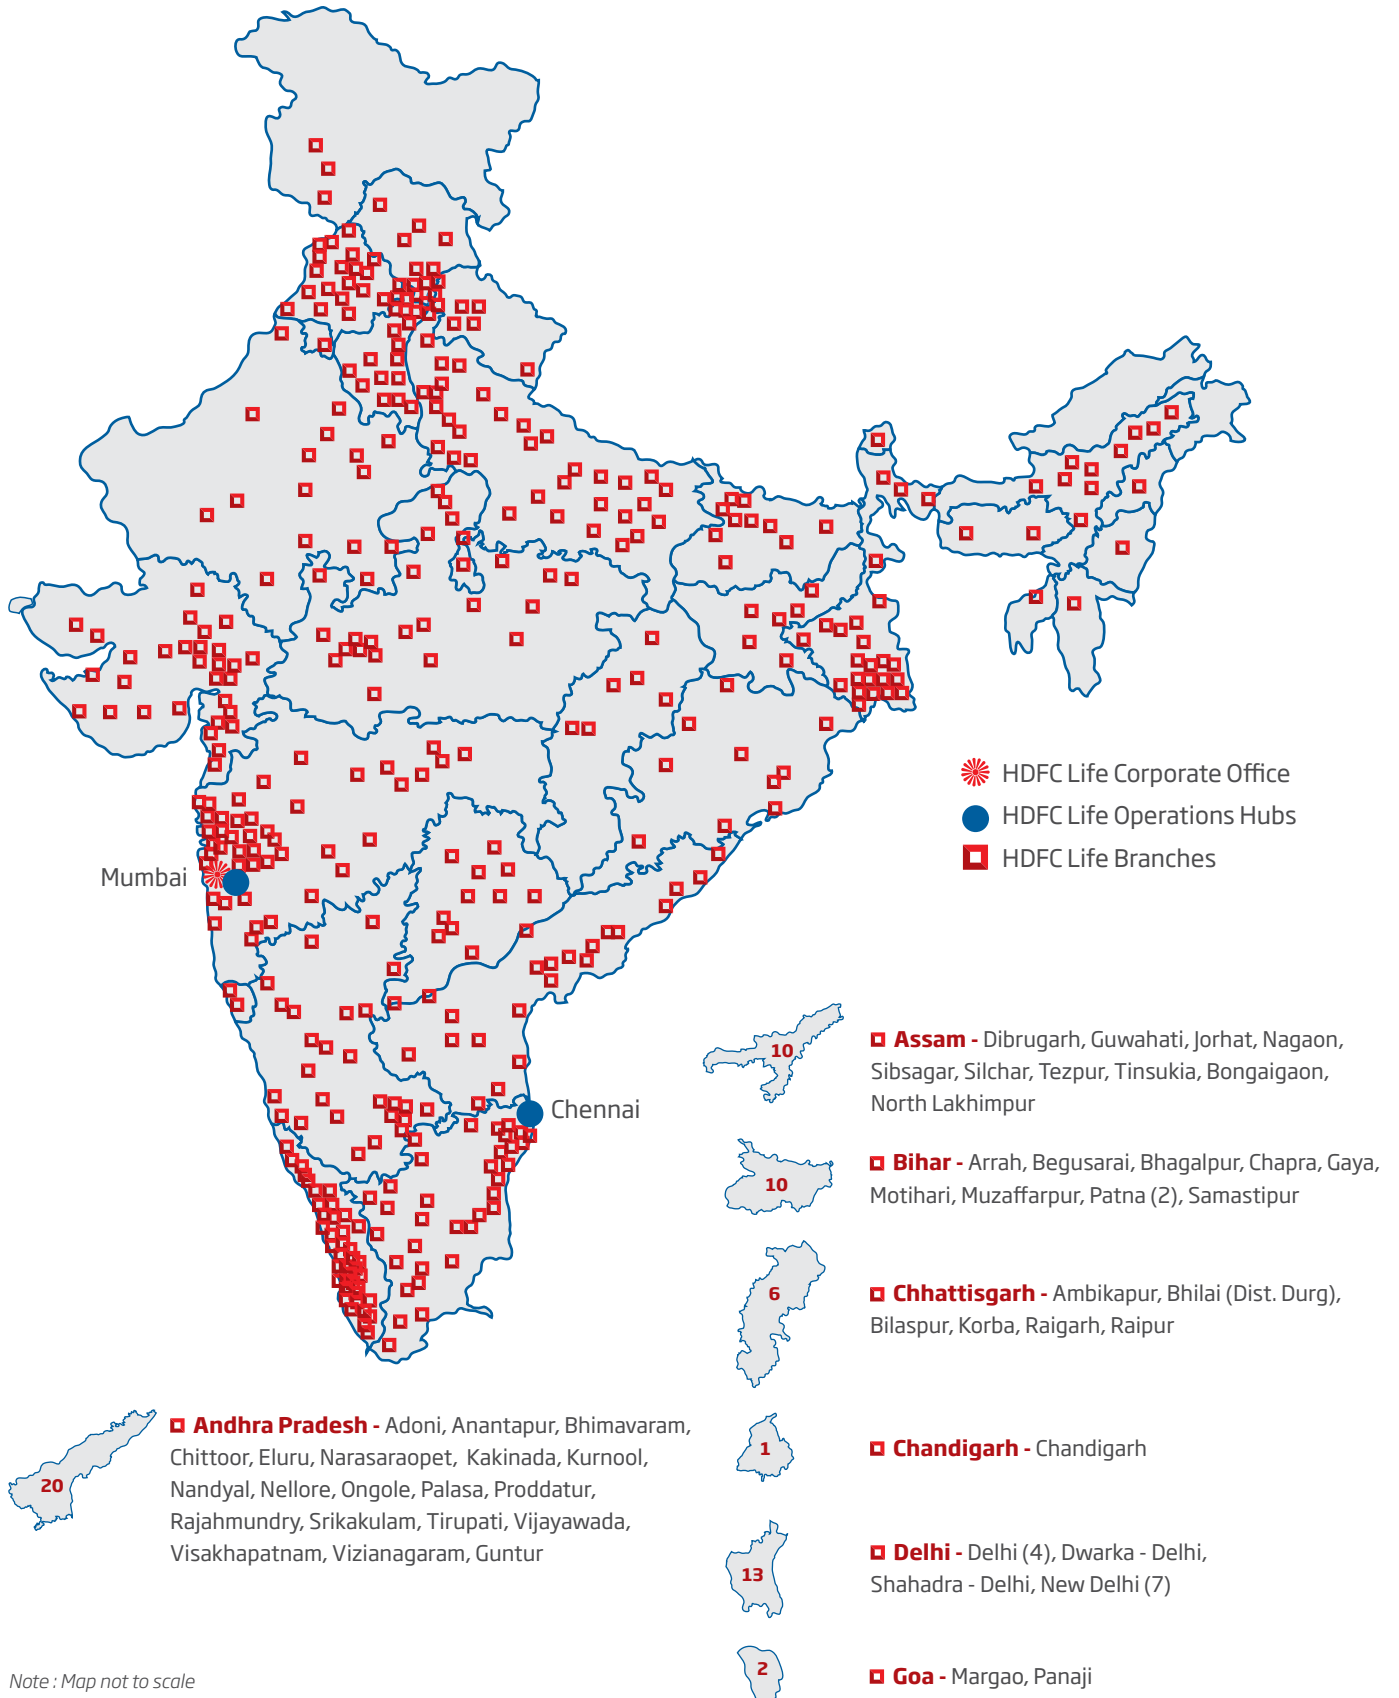 HDFC Life Corporate Office
HDFC Life Operations Hubs
HDFC Life Branches
Mumbai
Chennai
10
Assam - Dibrugarh, Guwahati, Jorhat, Nagaon,
Sibsagar, Silchar, Tezpur, Tinsukia, Bongaigaon,
North Lakhimpur
10
Bihar - Arrah, Begusarai, Bhagalpur, Chapra, Gaya,
Motihari, Muzaffarpur, Patna (2), Samastipur
6
Chhattisgarh - Ambikapur, Bhilai (Dist. Durg),
Bilaspur, Korba, Raigarh, Raipur
1
Chandigarh - Chandigarh
13
Delhi - Delhi (4), Dwarka - Delhi,
Shahadra - Delhi, New Delhi (7)
2
Goa - Margao, Panaji
20
Andhra Pradesh - Adoni, Anantapur, Bhimavaram,
Chittoor, Eluru, Narasaraopet, Kakinada, Kurnool,
Nandyal, Nellore, Ongole, Palasa, Proddatur,
Rajahmundry, Srikakulam, Tirupati, Vijayawada,
Visakhapatnam, Vizianagaram, Guntur
Note : Map not to scale